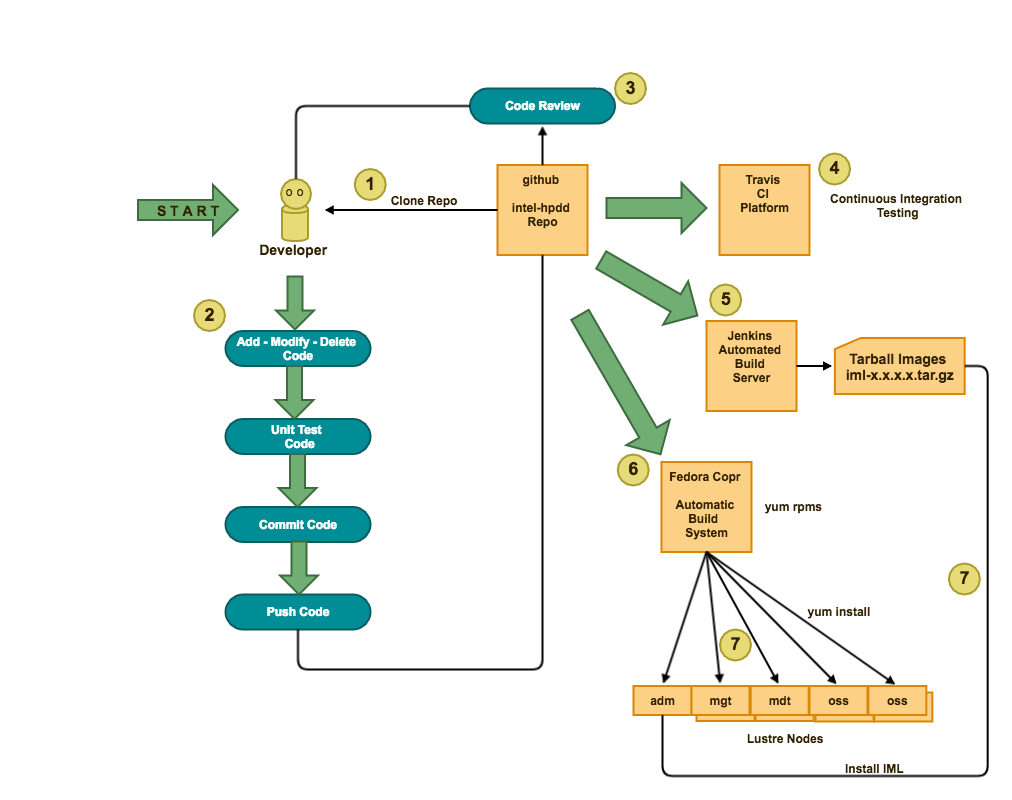 3
Code Review
1
4
github
intel-hpdd
Repo
Travis
CI
Platform
Continuous Integration
Testing
Clone Repo
START
Developer
2
5
Add - Modify - Delete
Code
Jenkins
Automated
Build
Server
Tarball Images
iml-x.x.x.x.tar.gz
Unit Test
Code
6
Fedora Copr
Automatic
Build
System
yum rpms
Commit Code
7
Push Code
yum install
7
adm
mgt
mdt
oss
oss
Lustre Nodes
Install IML